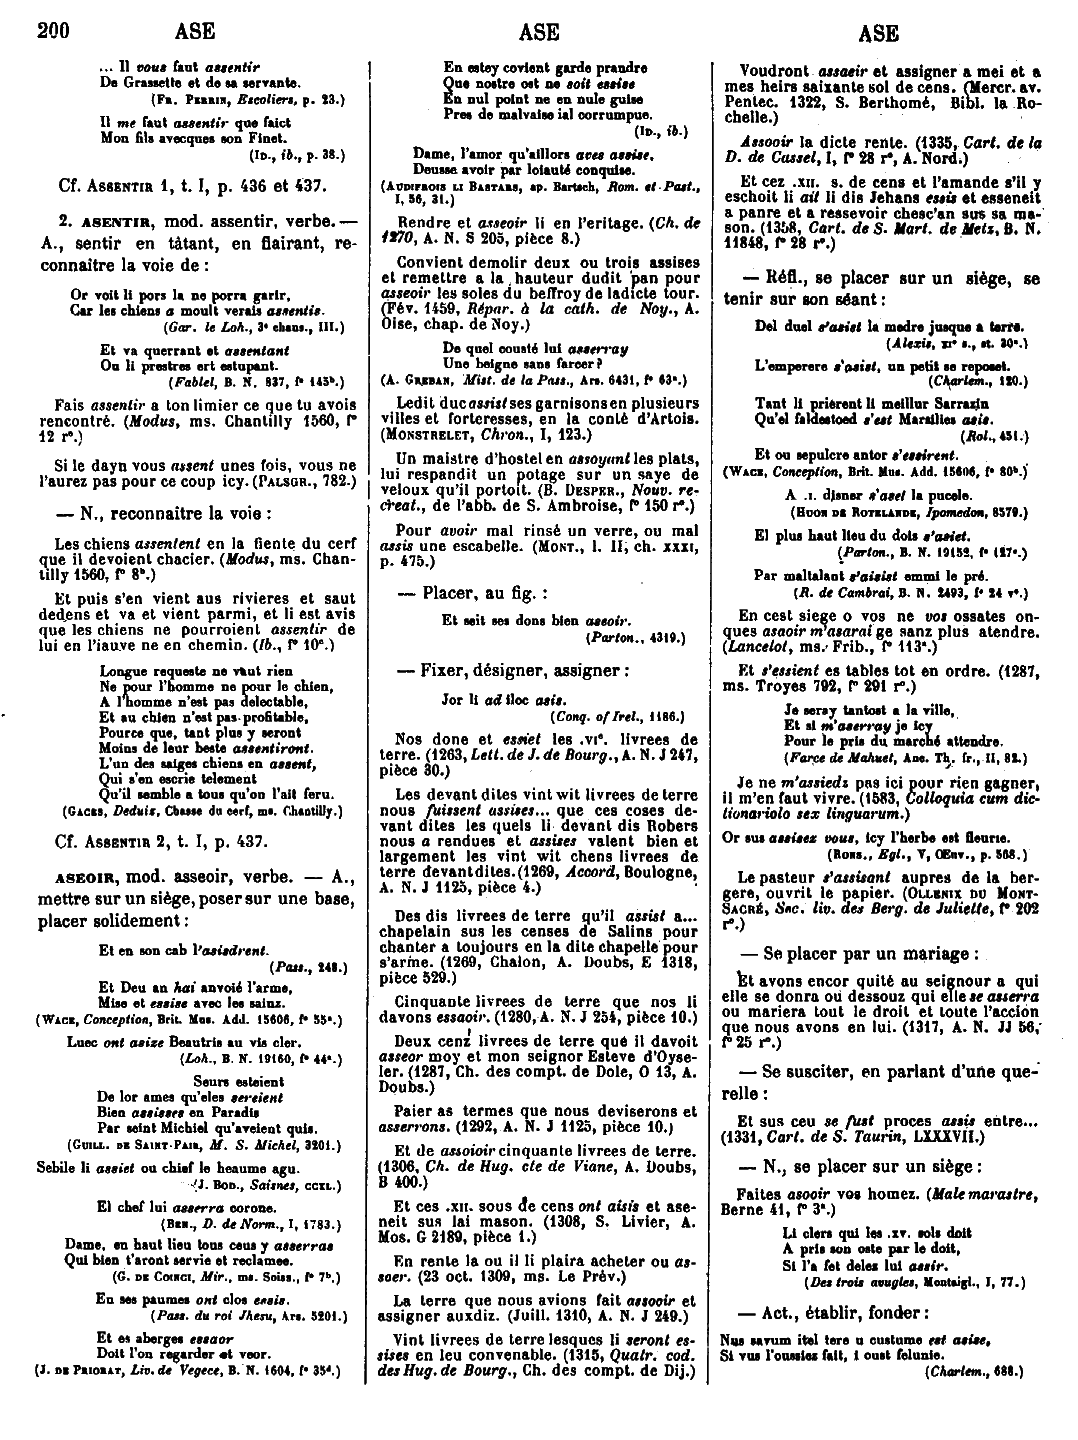 200 ASE ASE ASE
... Il vous faut assentir
De Grassette et de sa servante.
(Fr. Perrin, Escoliers, p. 23.)
Il me faut assentir que faict
Mon fils avecques son Finet.
(Id., ib., p. 38.)
Cf. Assentir 1, t. I, p. 436 et 437.
2. ASENTIR, mod. assentir, verbe. —
A., sentir en tâtant, en flairant, re-
connaître la voie de :
Or voit li pors la ne porra garir,
Car les chiens a moult verais assentis.
(Gar. le Loh., 3e chans., III.)
Et va querrant et assentant
Ou li prestres ert estupant.
(Fablel, B. N. 837, f° 145b.)
Fais assentir a ton limier ce que tu avois
rencontré. (Modus, ms. Chantilly 1560, f°
12 r°.)
Si le dayn vous assent unes fois, vous ne
l'aurez pas pour ce coup icy. (Palsgr., 782.)
— N., reconnaître la voie :
Les chiens assentent en la fiente du cerf
que il devoient chacier. (Modus, ms. Chan-
tilly 1560, f° 8b.)
Et puis s'en vient aus rivieres et saut
dedens et va et vient parmi, et li est avis
que les chiens ne pourroient assentir de
lui en l'iauve ne en chemin. (Ib., f° 10c.)
Longue requeste ne vaut rien
Ne pour l'homme ne pour le chien,
A l'homme n'est pas delectable,
Et au chien n'est pas profitable,
Pource que, tant plus y seront
Moins de leur beste assentiront.
L'un des saiges chiens en assent,
Qui s'en escrie telement
Qu'il semble a tous qu'on l'ait feru.
(Gaces, Deduis, Chasse du cerf, ms. Chantilly.)
Cf. Assentir 2, t. I, p. 437.
ASEOIR, mod. asseoir, verbe. — A.,
mettre sur un siège, poser sur une base,
placer solidement :
Et en son cab l'asisdrent.
(Pass., 248.)
Et Deu an hai anvoié l'arme,
Mise et essise avec les sainz.
(Wace, Conception, Brit. Mus. Add. 15606, f° 55a.)
Luec ont asize Beautris au vis cler.
(Loh., B. N. 19160, f° 44a.)
Seurs esteient
De lor ames qu'eles sereient
Bien assisses en Paradis
Par seint Michiel qu'aveient quis.
(Guill. de Saint-Pair, M. S. Michel, 3201.)
Sebile li assiet ou chief le heaume agu.
(J. Bod., Saisnes, ccxl.)
El chef lui asserra corone.
(Ben., D. de Norm., I, 1783.)
Dame, en haut lieu tous ceus y asserras
Qui bien t'aront servie et reclamee.
(G. de Coinci, Mir., ms. Soiss., f° 7b.)
En ses paumes ont clos essis.
(Pass. du roi Jhesu, Ars. 5201.)
Et es aberges essaor
Doit l'on regarder et veor.
(J. de Priorat, Liv. de Vegece, B. N. 1604, f° 35d.)
En estey covient garde prandre
Que nostre ost ne soit essise
En nul point ne en nule guise
Pres de malvaise ial corrumpue.
(Id., ib.)
Dame, l'amor qu'aillors aves assise,
Deusse avoir par loiauté conquise.
(Audefrois li Bastars, ap. Bartsch, Rom. et Past.,
I, 56, 31.)
Rendre et asseoir li en l'eritage. (Ch. de
1270, A. N. S 205, pièce 8.)
Convient demolir deux ou trois assises
et remettre a la hauteur dudit pan pour
asseoir les soles du beffroy de ladicte tour.
(Fév. 1459, Répar. à la cath. de Noy., A.
Oise, chap. de Noy.)
De quel cousté lui asserray
Une beigne sans farcer ?
(A. Greban, Mist. de la Pass., Ars. 6431, f° 63a.)
Ledit duc assist ses garnisons en plusieurs
villes et forteresses, en la conté d'Artois.
(Monstrelet, Chron., I, 123.)
Un maistre d'hostel en assoyant les plats,
lui respandit un potage sur un saye de
veloux qu'il portoit. (B. Desper., Nouv. re-
creat., de l'abb. de S. Ambroise, f° 150 r°.)
Pour avoir mal rinsé un verre, ou mal
assis une escabelle. (Mont., l. II, ch. xxxi,
p. 475.)
— Placer, au fig. :
Et seit ses dons bien aseoir.
(Parton., 4319.)
— Fixer, désigner, assigner :
Jor li ad iloc asis.
(Conq. of Irel., 1186.)
Nos done et essiet les .vie. livrees de
terre. (1263, Lett. de J. de Bourg., A. N. J 247,
pièce 30.)
Les devant dites vint wit livrees de terre
nous fuissent assises... que ces coses de-
vant dites les quels li devant dis Robers
nous a rendues et assises valent bien et
largement les vint wit chens livrees de
terre devantdites. (1269, Accord, Boulogne,
A. N. J 1125, pièce 4.)
Des dis livrees de terre qu'il assist a...
chapelain sus les censes de Salins pour
chanter a toujours en la dite chapelle pour
s'arme. (1269, Chalon, A. Doubs, E 1318,
pièce 529.)
Cinquante livrees de terre que nos li
davons essaoir. (1280, A. N. J 254, pièce 10.)
Deux cenz livrees de terre que il davoit
asseor moy et mon seignor Esteve d'Oyse-
ler. (1287, Ch. des compt. de Dole, O 13, A.
Doubs.)
Paier as termes que nous deviserons et
asserrons. (1292, A. N. J 1125, pièce 10.)
Et de assoioir cinquante livrees de terre.
(1306, Ch. de Hug. cte de Viane, A. Doubs,
B 400.)
Et ces .xii. sous de cens ont aisis et ase-
neit sus lai mason. (1308, S. Livier, A.
Mos. G 2189, pièce 1.)
En rente la ou il li plaira acheter ou as-
soer. (23 oct. 1309, ms. Le Prév.)
La terre que nous avions fait assooir et
assigner auxdiz. (Juill. 1310, A. N. J 249.)
Vint livrees de terre lesques li seront es-
sises en leu convenable. (1315, Quatr. cod.
des Hug. de Bourg., Ch. des compt. de Dij.)
Voudront assaeir et assigner a mei et a
mes heirs saixante sol de cens. (Mercr. av.
Pentec. 1322, S. Berthomé, Bibl. la Ro-
chelle.)
Assooir la dicte rente. (1335, Cart. de la
D. de Cassel, I, f° 28 r°, A. Nord.)
Et cez .xii. s. de cens et l'amande s'il y
eschoit li ait li dis Jehans essis et esseneit
a panre et a ressevoir chesc'an sus sa ma-
son. (1358, Cart. de S. Mart. de Metz, B. N.
11848, f° 28 r°.)
— Réfl., se placer sur un siège, se
tenir sur son séant :
Del duel s'asist la medre jusque a terre.
(Alexis, xie s., st. 30a.)
L'emperere s'asist, un petit se reposet.
(Charlem., 120.)
Tant li prierent li meillur Sarrazin
Qu'el faldestoed s'est Marsilies asis.
(Rol., 451.)
Et ou sepulcre antor s'essirent.
(Wace, Conception, Brit. Mus. Add. 15606, f° 80b.)
A .i. disner s'aset la pucele.
(Huon de Rotelande, Ipomedon, 8579.)
El plus haut lieu du dois s'asiet.
(Parton., B. N. 19152, f° 127c.)
Par maltalant s'aisist emmi le pré.
(R. de Cambrai, B. N. 2493, f° 24 v°.)
En cest siege o vos ne vos ossates on-
ques asaoir m'asarai ge sanz plus atendre.
(Lancelot, ms. Frib., f° 113a.)
Et s'essient es tables tot en ordre. (1287,
ms. Troyes 792, f° 291 r°.)
Je seray tantost a la ville,
Et si m'aserray je icy
Pour le pris du marché attendre.
(Farce de Mahuet, Anc. Th. fr., II, 82.)
Je ne m'assieds pas ici pour rien gagner,
il m'en faut vivre. (1583, Colloquia cum dic-
tionariolo sex linguarum.)
Or sus assisez vous, icy l'herbe est fleurie.
(Rons., Egl., V, Œuv., p. 568.)
Le pasteur s'assisant aupres de la ber-
gere, ouvrit le papier. (Ollenix du Mont-
Sacré, Sec. liv. des Berg. de Juliette, f° 202
r°.)
— Se placer par un mariage :
Et avons encor quité au seignour a qui
elle se donra ou dessouz qui elle se asserra
ou mariera tout le droit et toute l'accion
que nous avons en lui. (1317, A. N. JJ 56,
f° 25 r°.)
— Se susciter, en parlant d'une que-
relle :
Et sus ceu se fust proces assis entre...
(1331, Cart. de S. Taurin, LXXXVII.)
— N., se placer sur un siège :
Faites asooir vos homez. (Male marastre,
Berne 41, f° 3a.)
Li clers qui les .xv. sols doit
A pris son oste par le doit,
Si l'a fet delez lui assir.
(Des trois avugles, Montaigl., I, 77.)
— Act., établir, fonder :
Nus savum itel tere u custume est asise,
Si vus l'oussies fait, i oust felunie.
(Charlem., 688.)